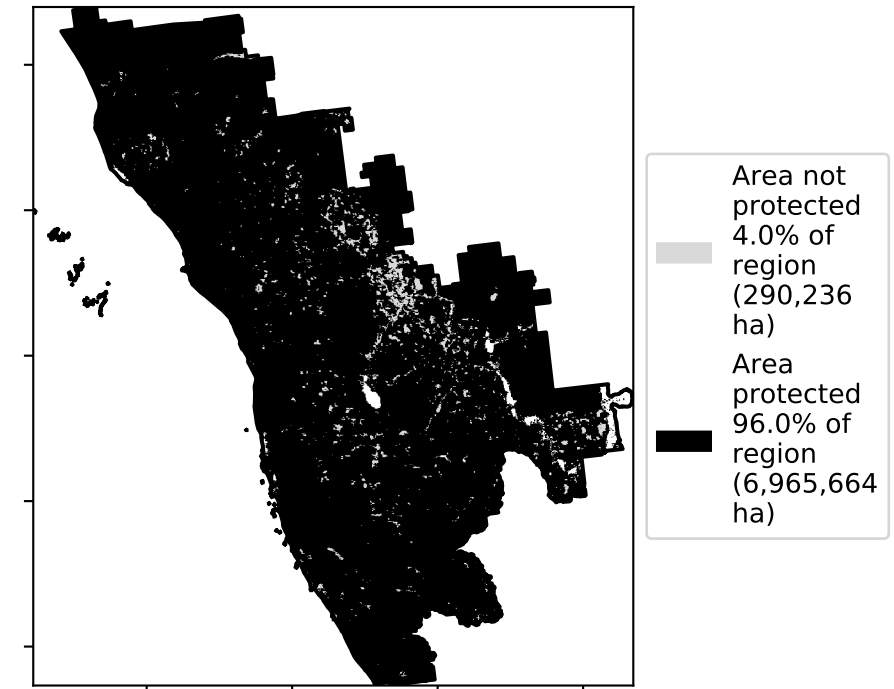 Area not
protected
4.0% of
region
(290,236
ha)
Area
protected
96.0% of
region
(6,965,664
ha)